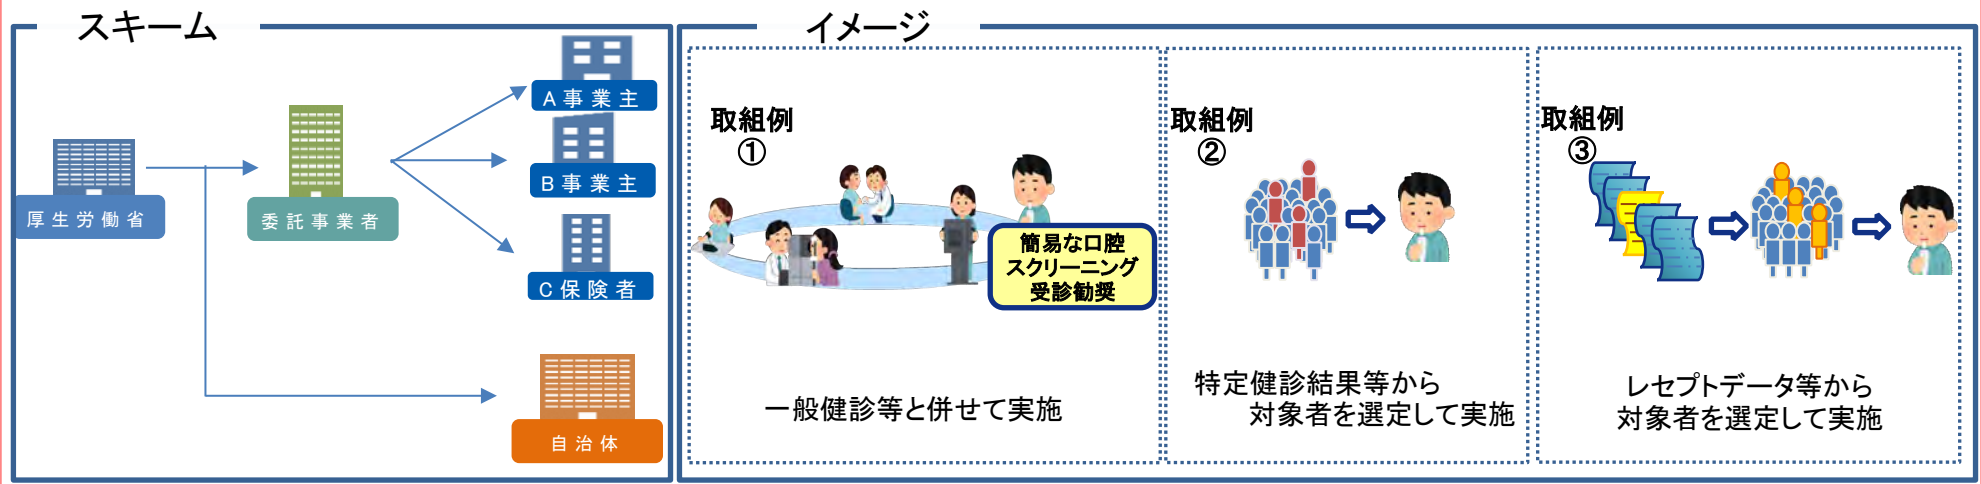 スキーム
厚生労働省
委託事業者
A事業主
B事業主
C保険者
自治体
イメージ
取組例
①
簡易な口腔
スクリーニング
受診勧奨
一般健診等と併せて実施
取組例
②
特定健診結果等から
対象者を選定して実施
取組例
③
レセプトデータ等から
対象者を選定して実施